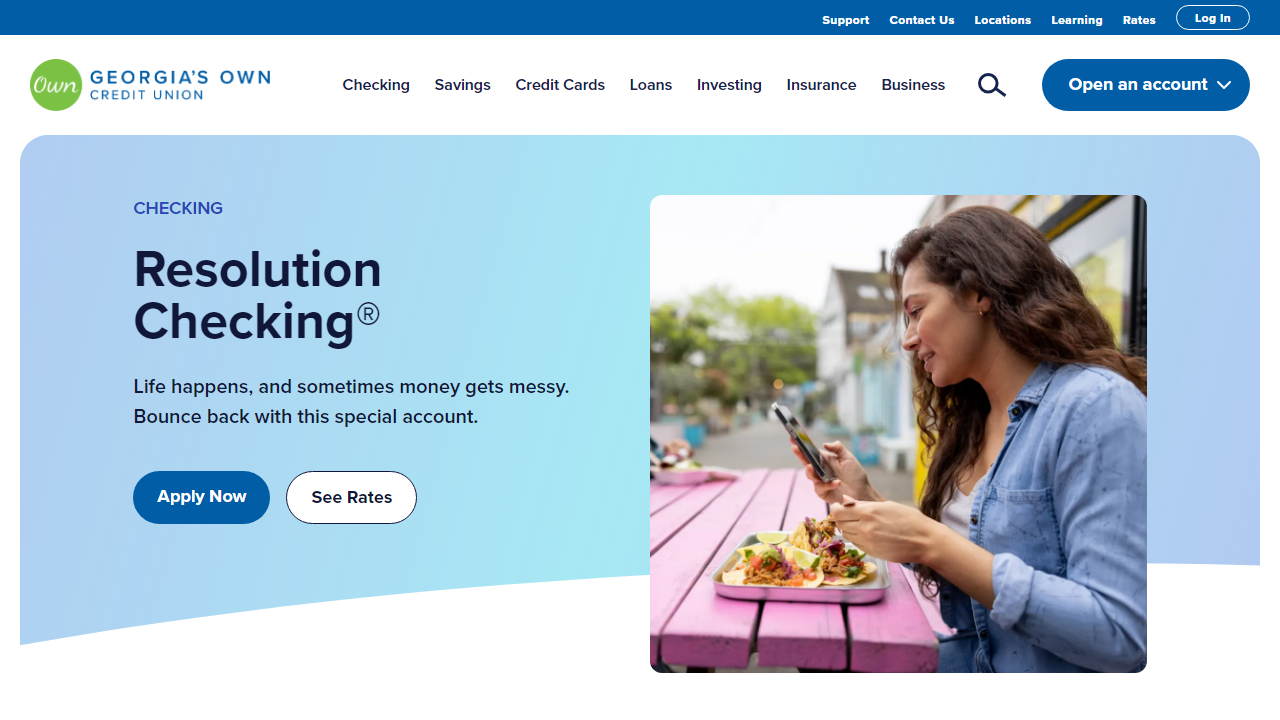 Support Contact Us Locations Learning Rates Log In
Own GEORGIA'S OWN
CREDIT UNION
Checking Savings Credit Cards Loans Investing Insurance Business Open an account
CHECKING
Resolution
Checking®
Life happens, and sometimes money gets messy.
Bounce back with this special account.
Apply Now See Rates